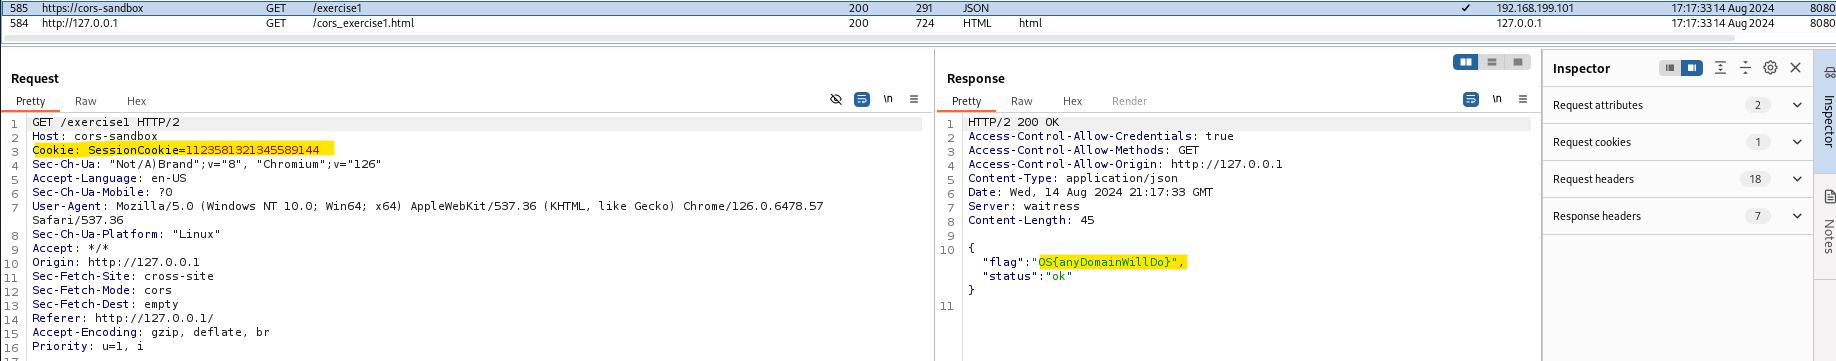 585 https://cors-sandbox GET /exercise1 200 291 JSON ✓ 192.168.199.101 17:17:33 14 Aug 2024 8080
584 http://127.0.0.1 GET /cors_exercise1.html 200 724 HTML html 127.0.0.1 17:17:33 14 Aug 2024 8080
Request
Pretty Raw Hex \n
1 GET /exercise1 HTTP/2
2 Host: cors-sandbox
3 Cookie: SessionCookie=1123581321345589144
4 Sec-Ch-Ua: "Not/A)Brand";v="8", "Chromium";v="126"
5 Accept-Language: en-US
6 Sec-Ch-Ua-Mobile: ?0
7 User-Agent: Mozilla/5.0 (Windows NT 10.0; Win64; x64) AppleWebKit/537.36 (KHTML, like Gecko) Chrome/126.0.6478.57
Safari/537.36
8 Sec-Ch-Ua-Platform: "Linux"
9 Accept: */*
10 Origin: http://127.0.0.1
11 Sec-Fetch-Site: cross-site
12 Sec-Fetch-Mode: cors
13 Sec-Fetch-Dest: empty
14 Referer: http://127.0.0.1/
15 Accept-Encoding: gzip, deflate, br
16 Priority: u=1, i
17
Response
Pretty Raw Hex Render \n
1 HTTP/2 200 OK
2 Access-Control-Allow-Credentials: true
3 Access-Control-Allow-Methods: GET
4 Access-Control-Allow-Origin: http://127.0.0.1
5 Content-Type: application/json
6 Date: Wed, 14 Aug 2024 21:17:33 GMT
7 Server: waitress
8 Content-Length: 45
9
10 {
"flag":"OS{anyDomainWillDo}",
"status":"ok"
}
11
Inspector
Request attributes 2
Request cookies 1
Request headers 18
Response headers 7
Inspector
Notes